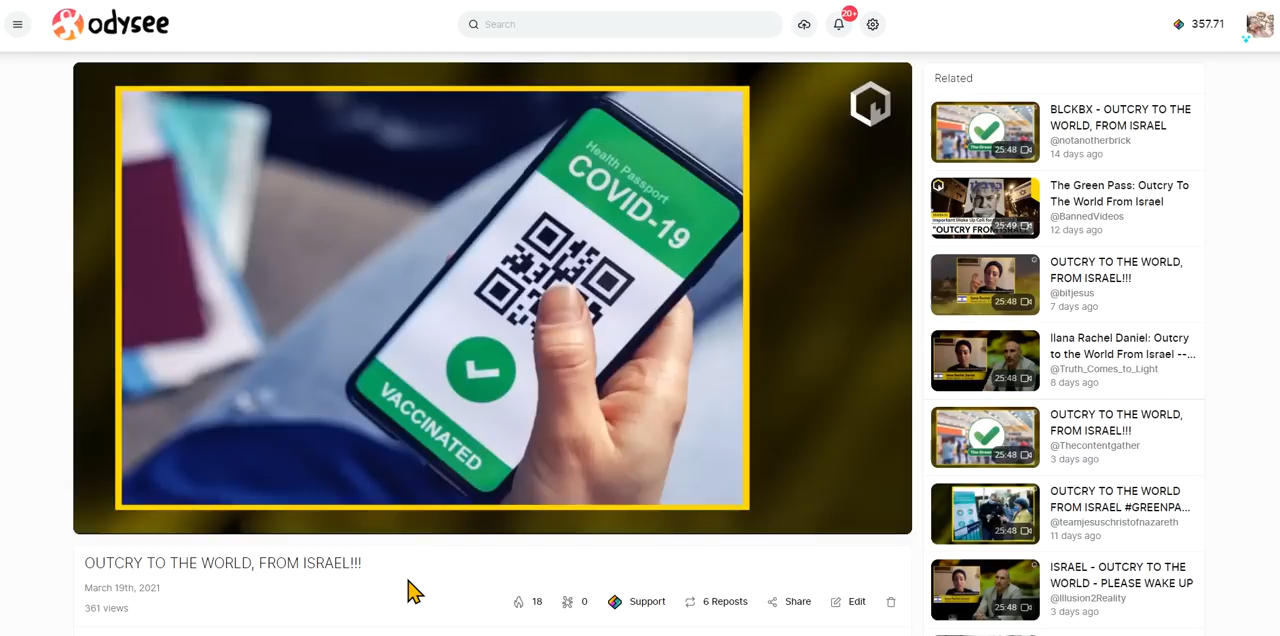 odysee
Search
20+
357.71
Health Passport
COVID-19
VACCINATED
OUTCRY TO THE WORLD, FROM ISRAEL!!!
March 19th, 2021
361 views
18
0
Support
6 Reposts
Share
Edit
Related
BLCKBX - OUTCRY TO THE
WORLD, FROM ISRAEL
@notanotherbrick
14 days ago
25:48
The Green Pass: Outcry To
The World From Israel
@BannedVideos
12 days ago
"OUTCRY FROM
OUTCRY TO THE WORLD,
FROM ISRAEL!!!
@bitjesus
7 days ago
25:48
Ilana Rachel Daniel: Outcry
to the World From Israel --...
@Truth_Comes_to_Light
8 days ago
25:48
OUTCRY TO THE WORLD,
FROM ISRAEL!!!
@Thecontentgather
3 days ago
25:48
OUTCRY TO THE WORLD
FROM ISRAEL #GREENPA...
@teamjesuschristofnazareth
11 days ago
25:48
ISRAEL - OUTCRY TO THE
WORLD - PLEASE WAKE UP
@Illusion2Reality
3 days ago
25:48